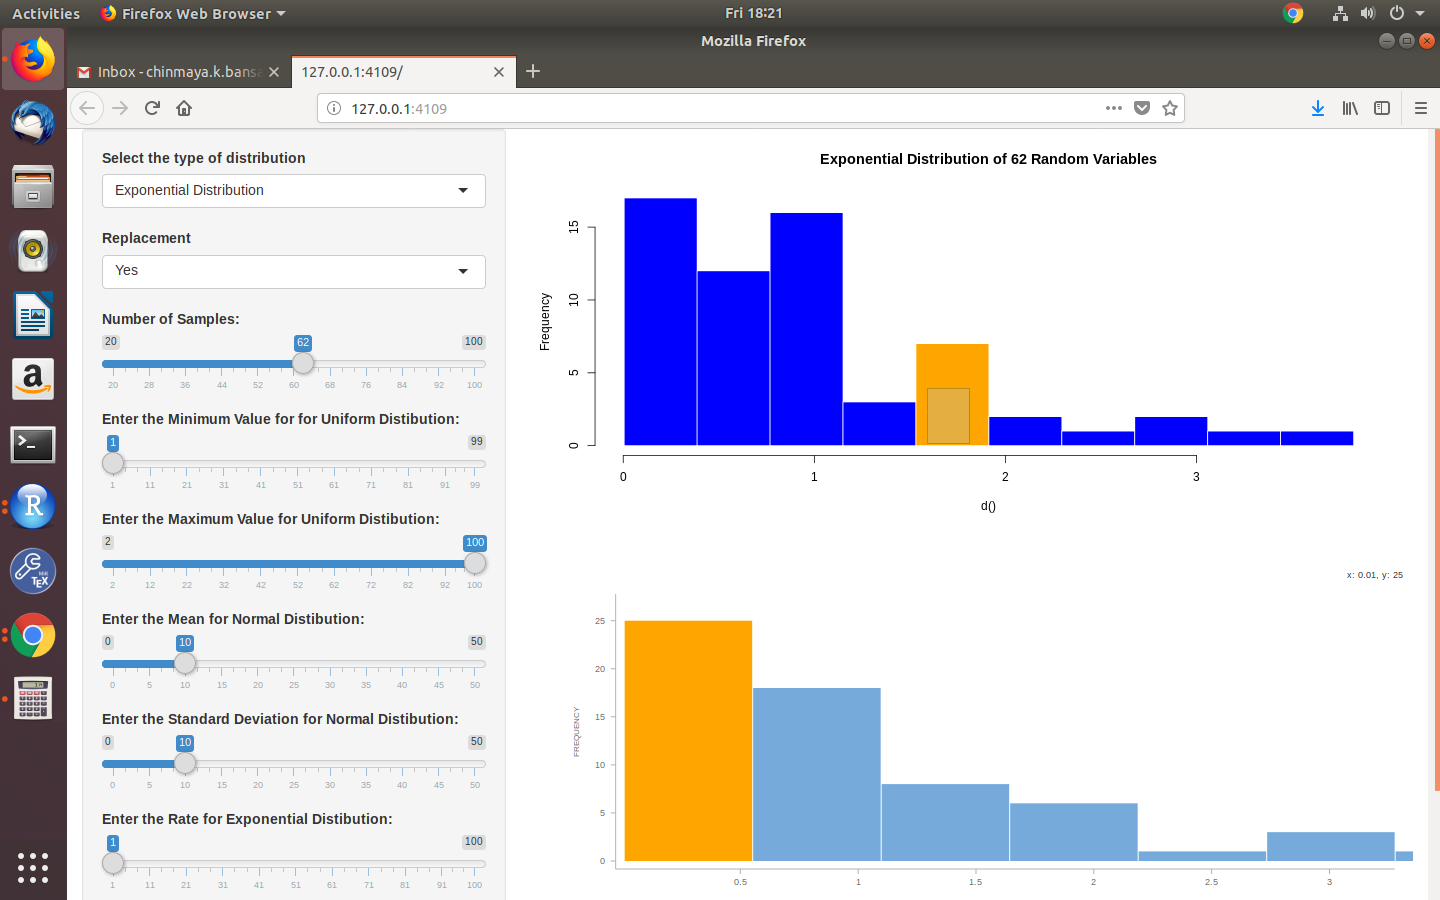 Activities Firefox Web Browser Fri 18:21
Mozilla Firefox
Inbox - chinmaya.k.bansa 127.0.0.1:4109/
127.0.0.1:4109
Select the type of distribution
Exponential Distribution
Replacement
Yes
Number of Samples:
20 62 100
20 28 36 44 52 60 68 76 84 92 100
Enter the Minimum Value for for Uniform Distibution:
1 99
1 11 21 31 41 51 61 71 81 91 99
Enter the Maximum Value for Uniform Distibution:
2 100
2 12 22 32 42 52 62 72 82 92 100
Enter the Mean for Normal Distibution:
0 10 50
0 5 10 15 20 25 30 35 40 45 50
Enter the Standard Deviation for Normal Distibution:
0 10 50
0 5 10 15 20 25 30 35 40 45 50
Enter the Rate for Exponential Distibution:
1 100
1 11 21 31 41 51 61 71 81 91 100
Exponential Distribution of 62 Random Variables
Frequency
15
10
5
0
0 1 2 3
d()
x: 0.01, y: 25
FREQUENCY
25
20
15
10
5
0
0.5 1 1.5 2 2.5 3